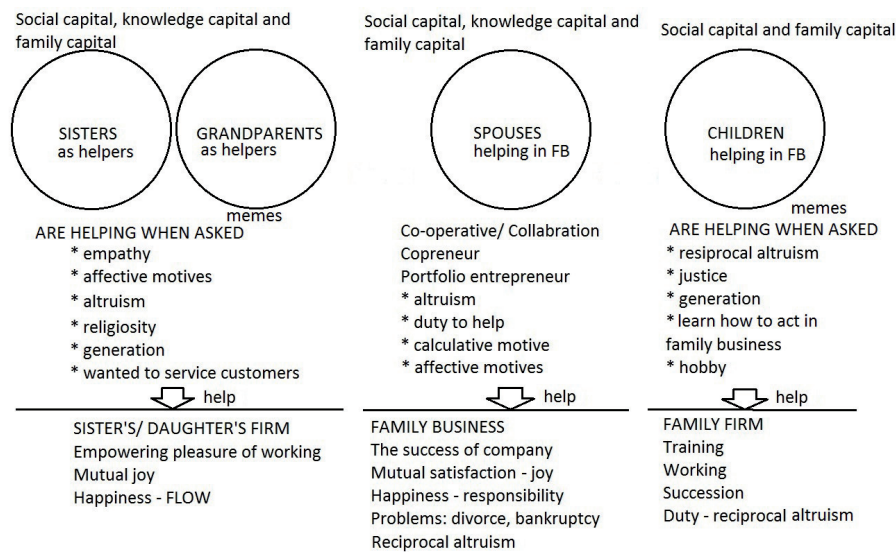 Social capital, knowledge capital and
family capital
SISTERS
as helpers
GRANDPARENTS
as helpers
memes
ARE HELPING WHEN ASKED
* empathy
* affective motives
* altruism
* religiosity
* generation
* wanted to service customers
help
SISTER'S/ DAUGHTER'S FIRM
Empowering pleasure of working
Mutual joy
Happiness - FLOW
Social capital, knowledge capital and
family capital
SPOUSES
helping in FB
Co-operative/ Collabration
Copreneur
Portfolio entrepreneur
* altruism
* duty to help
* calculative motive
* affective motives
help
FAMILY BUSINESS
The success of company
Mutual satisfaction - joy
Happiness - responsibility
Problems: divorce, bankruptcy
Reciprocal altruism
Social capital and family capital
CHILDREN
helping in FB
memes
ARE HELPING WHEN ASKED
* resiprocal altruism
* justice
* generation
*learn how to act in
family business
* hobby
help
FAMILY FIRM
Training
Working
Succession
Duty - reciprocal altruism